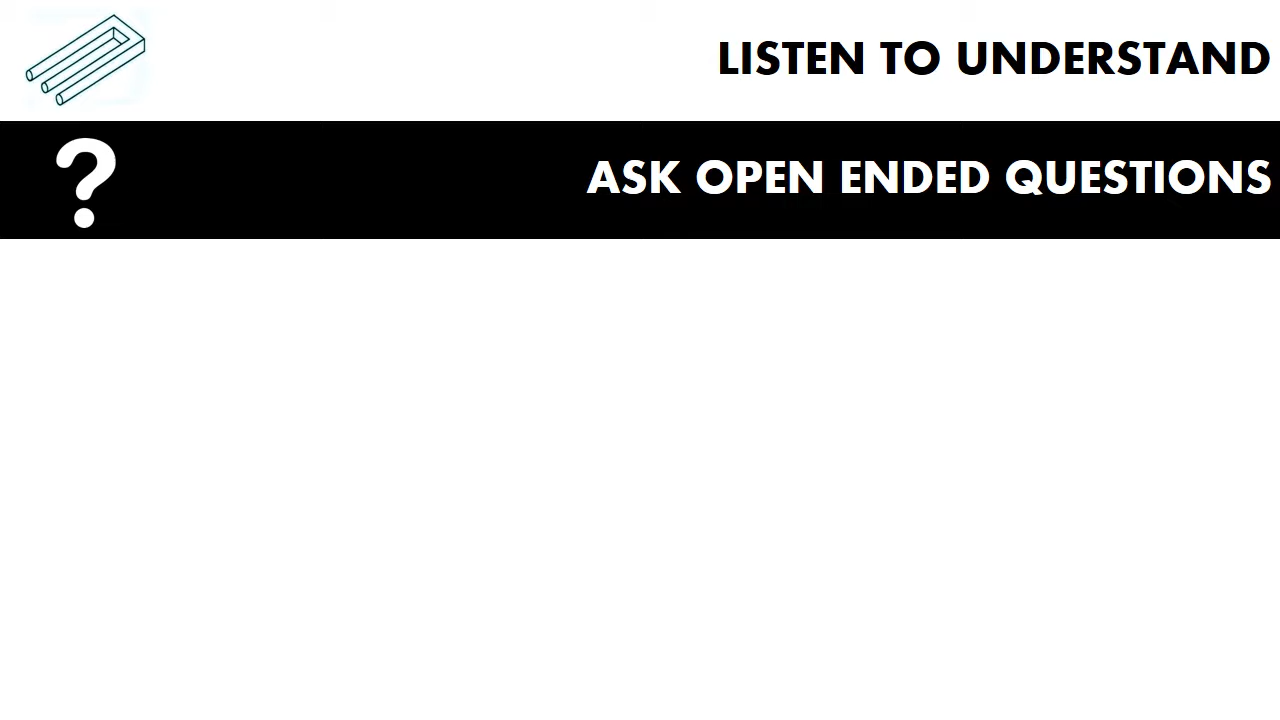 LISTEN TO UNDERSTAND
?
ASK OPEN ENDED QUESTIONS